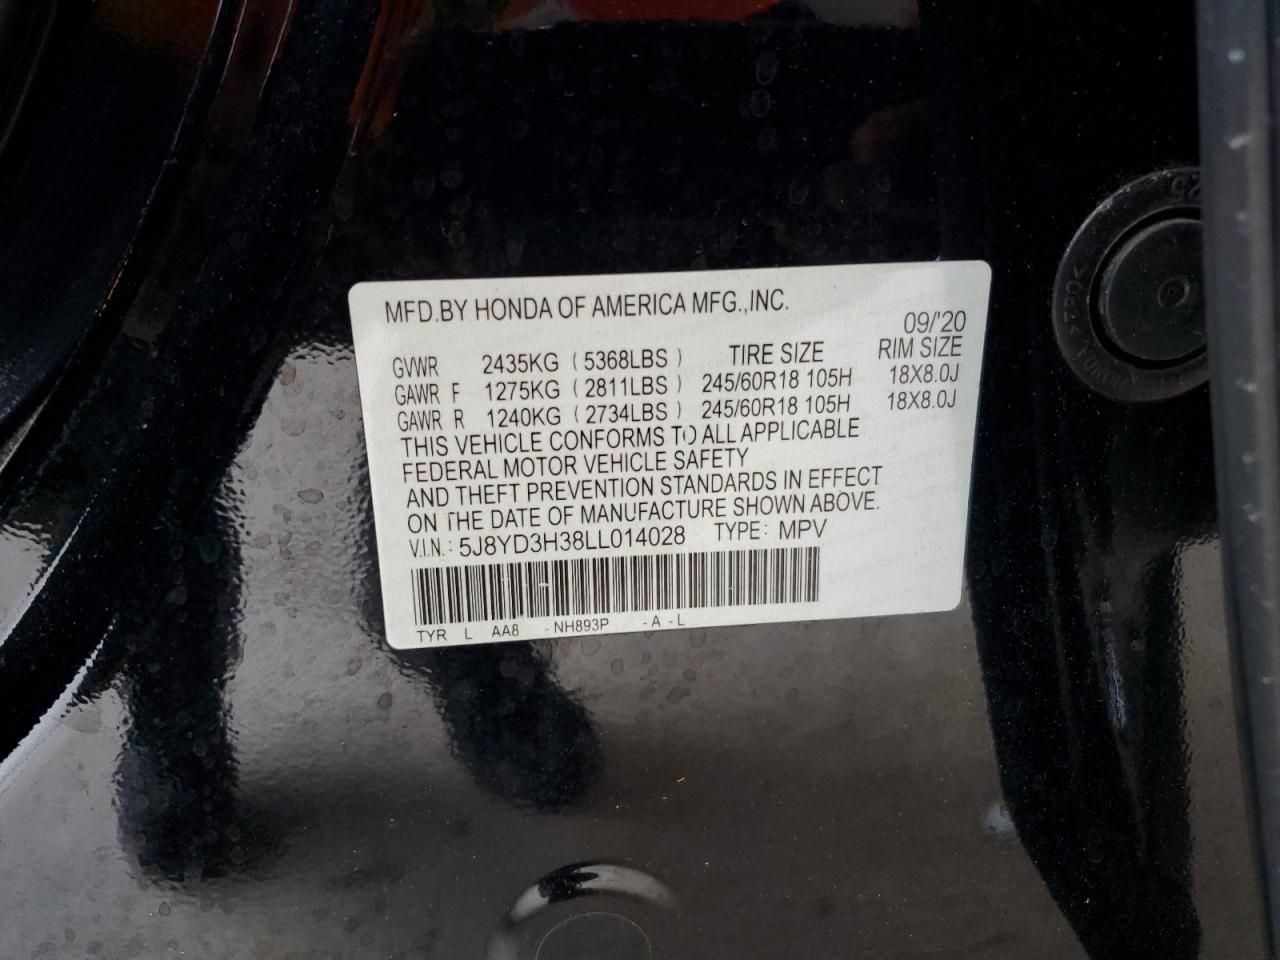 MFD.BY HONDA OF AMERICA MFG.,INC.
09/'20
GVWR 2435KG (5368LBS) TIRE SIZE RIM SIZE
GAWR F 1275KG (2811LBS) 245/60R18 105H 18X8.0J
GAWR R 1240KG (2734LBS) 245/60R18 105H 18X8.0J
THIS VEHICLE CONFORMS TO ALL APPLICABLE
FEDERAL MOTOR VEHICLE SAFETY
AND THEFT PREVENTION STANDARDS IN EFFECT
ON THE DATE OF MANUFACTURE SHOWN ABOVE.
V.I.N.: 5J8YD3H38LL014028 TYPE: MPV
TYR L AA8 -NH893P -A-L